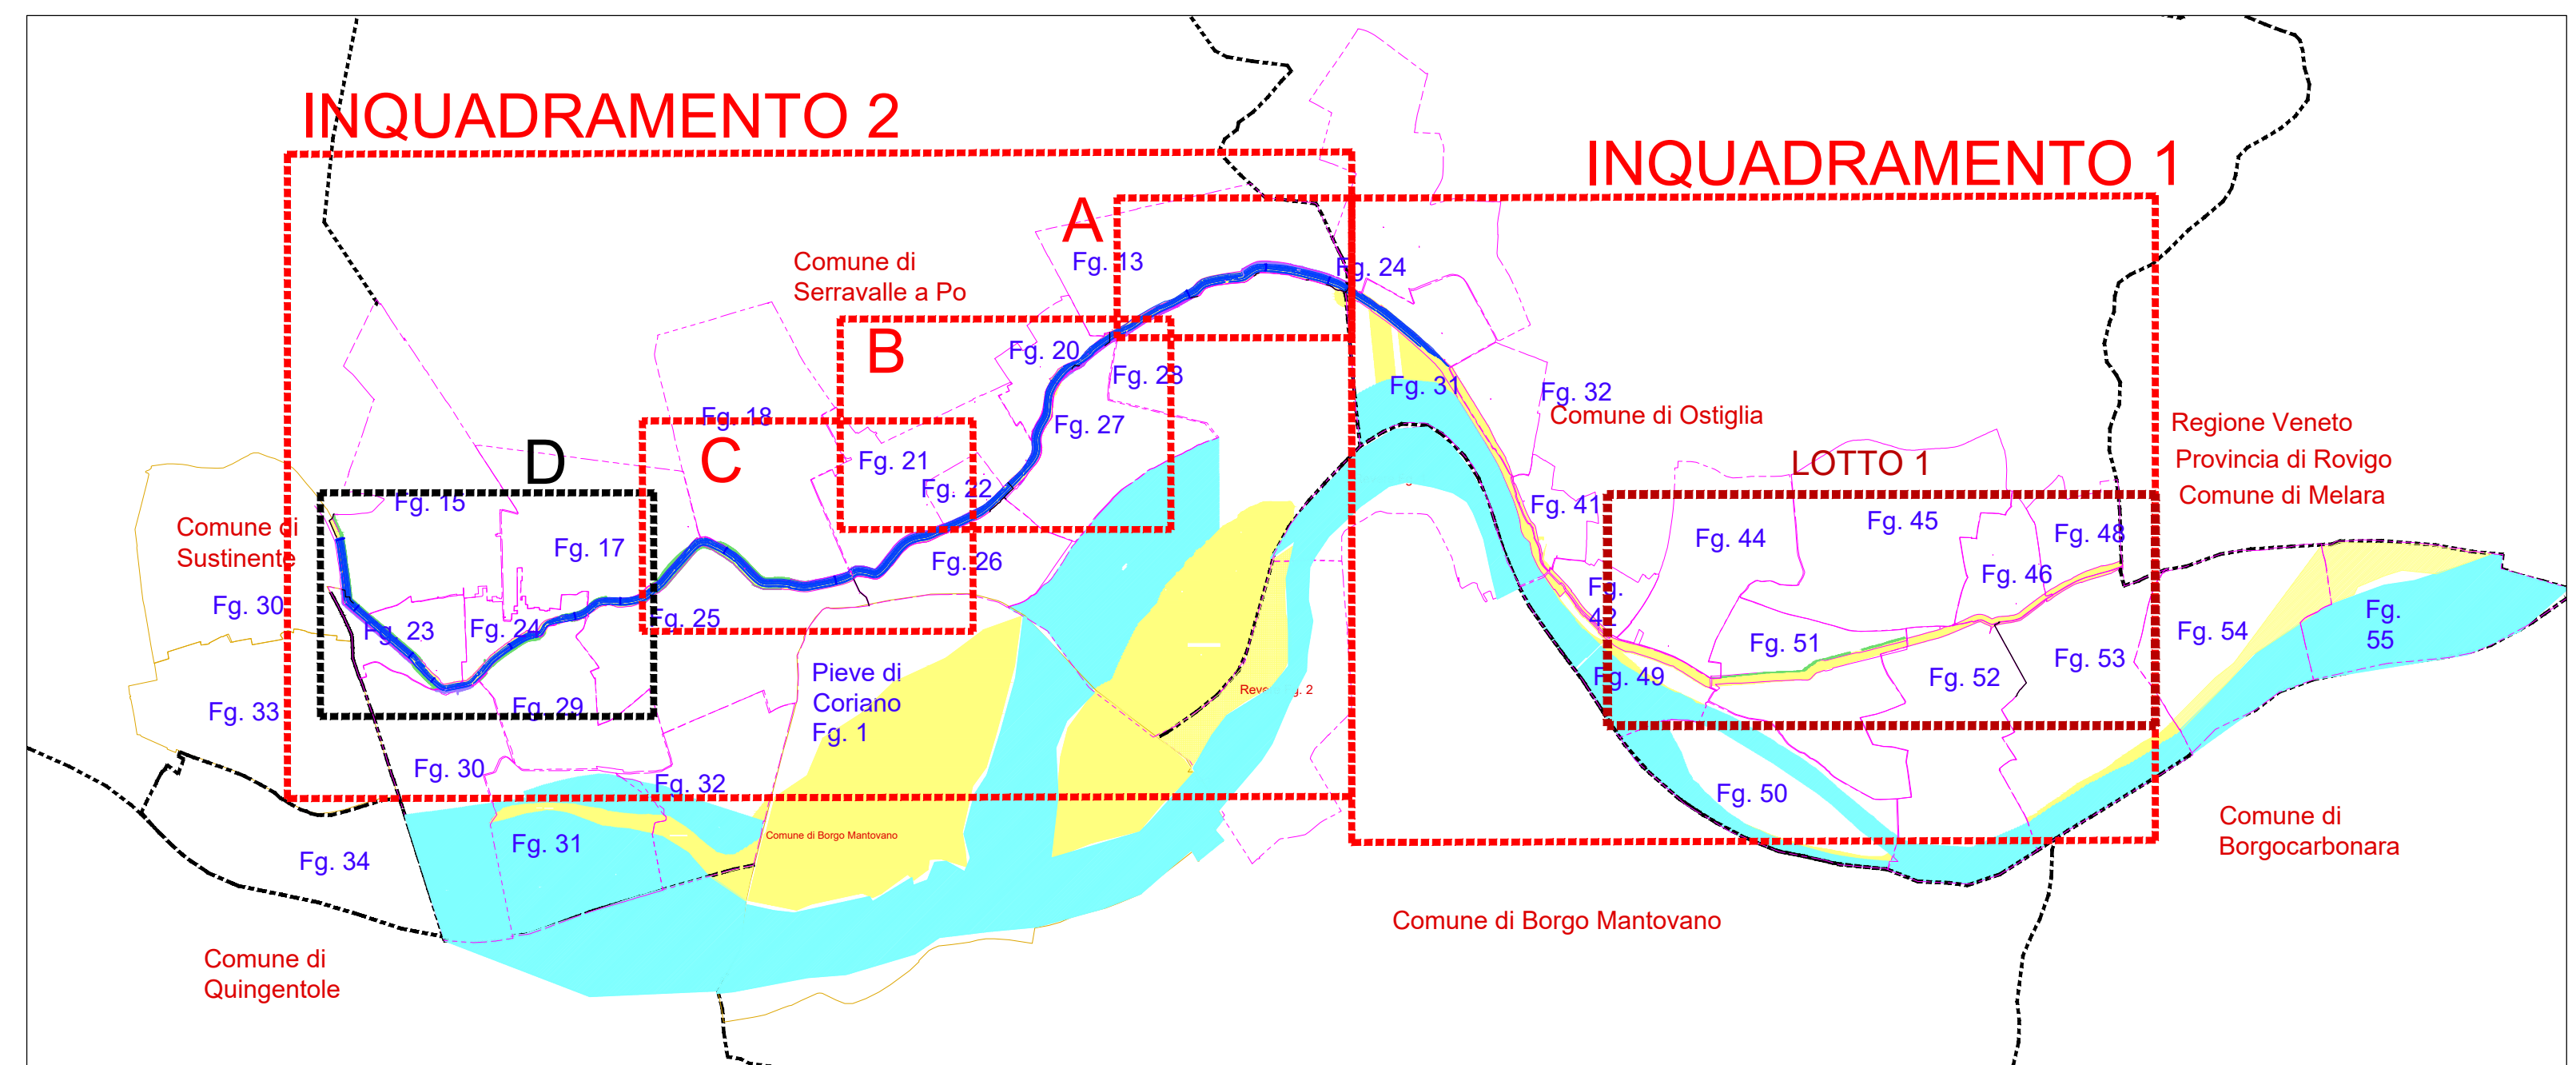 INQUADRAMENTO 2
INQUADRAMENTO 1
A
Comune di
Serravalle a Po
Fg. 13
Fg. 24
B
Fg. 20
Fg. 28
Fg. 31
Fg. 32
Comune di Ostiglia
Fg. 18
Fg. 27
Regione Veneto
Provincia di Rovigo
Comune di Melara
D
C
Fg. 21
Fg. 22
LOTTO 1
Fg. 15
Fg. 41
Fg. 44
Fg. 45
Fg. 48
Comune di
Sustinente
Fg. 17
Fg. 26
Fg. 46
Fg. 30
Fg. 25
Fg.
42
Fg. 23
Fg. 24
Fg. 51
Fg. 54
Fg.
55
Fg. 53
Fg. 49
Fg. 52
Pieve di
Coriano
Fg. 1
Fg. 33
Fg. 29
Fg. 30
Fg. 32
Fg. 50
Comune di
Borgocarbonara
Comune di Borgo Mantovano
Fg. 31
Fg. 34
Comune di Borgo Mantovano
Comune di
Quingentole